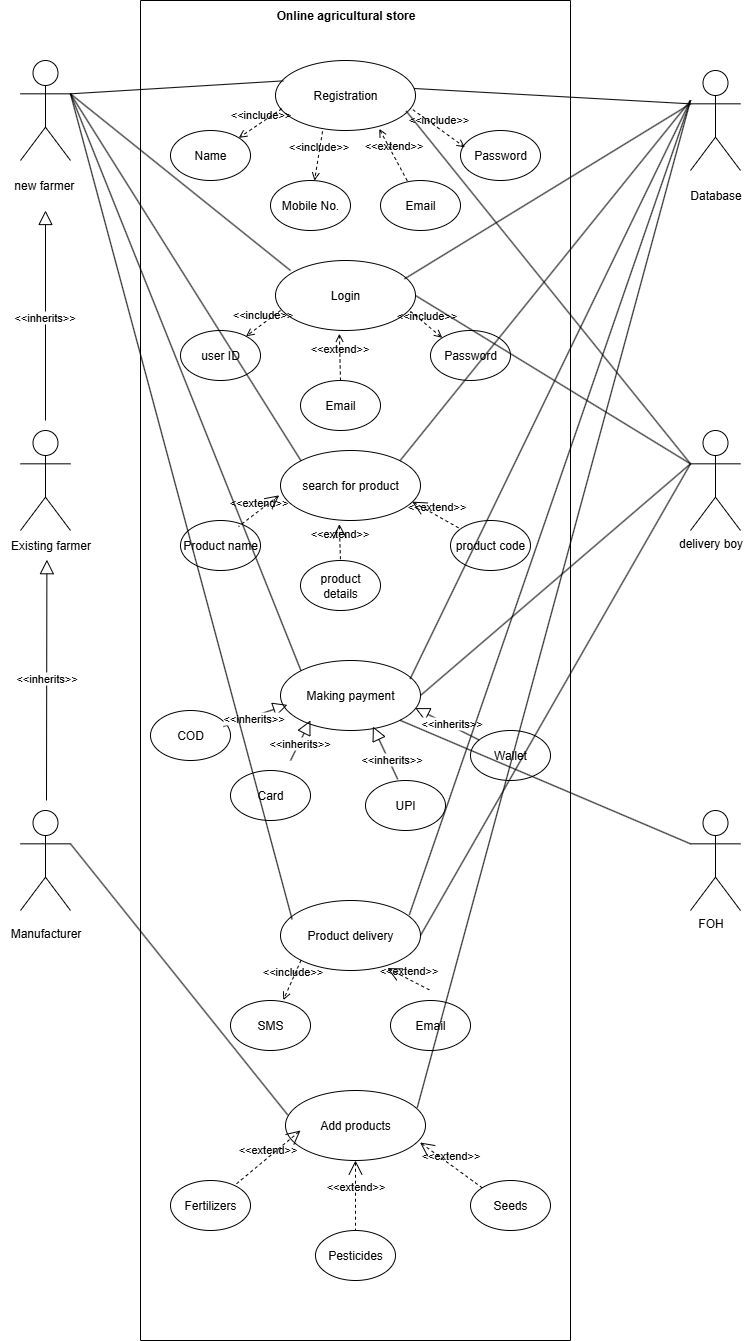 Online agricultural store
Registration
<<include>>
<<include>>
<<include>>
<<extend>>
Name
Password
new farmer
Database
Mobile No.
Email
Login
<<inherits>>
<<include>>
<<include>>
<<extend>>
user ID
Password
Email
search for product
<<extend>>
<<extend>>
<<extend>>
Existing farmer
Product name
product code
delivery boy
product
details
<<inherits>>
Making payment
<<inherits>>
<<inherits>>
COD
<<inherits>>
Wallet
<<inherits>>
Card
UPI
Manufacturer
Product delivery
FOH
<<include>>
<<extend>>
SMS
Email
Add products
<<extend>>
<<extend>>
<<extend>>
Fertilizers
Seeds
Pesticides